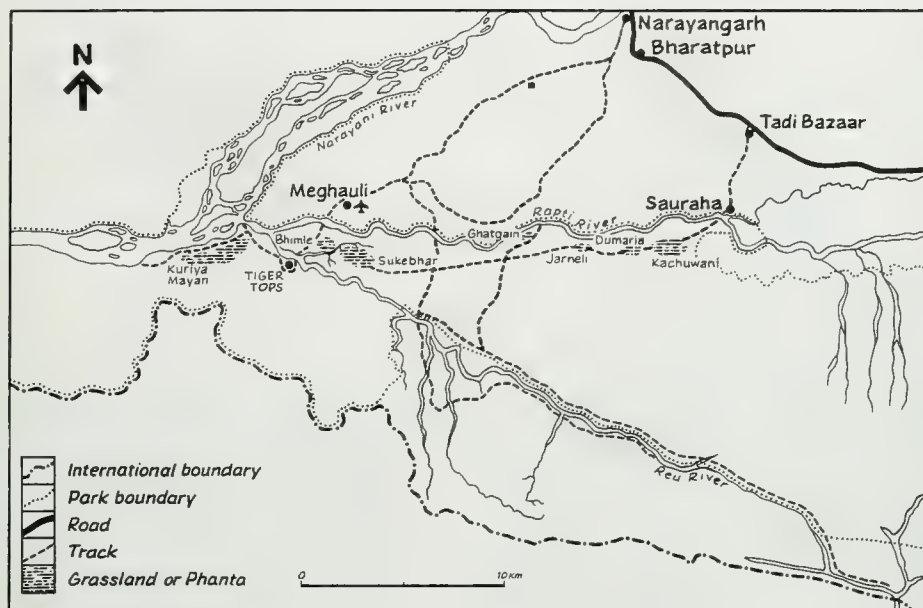 N
Narayangarh
Bharatpur
Tadi Bazaar
Narayani River
Meghauli
Sauraha
Rapti River
Ghatgain
Bhimle
Dumaria
Sukebhar
Jarneli
Kachuwani
Kuriya
Mayan
TIGER
TOPS
Reu River
International boundary
Park boundary
Road
Track
Grassland or Phanta
0 10 Km